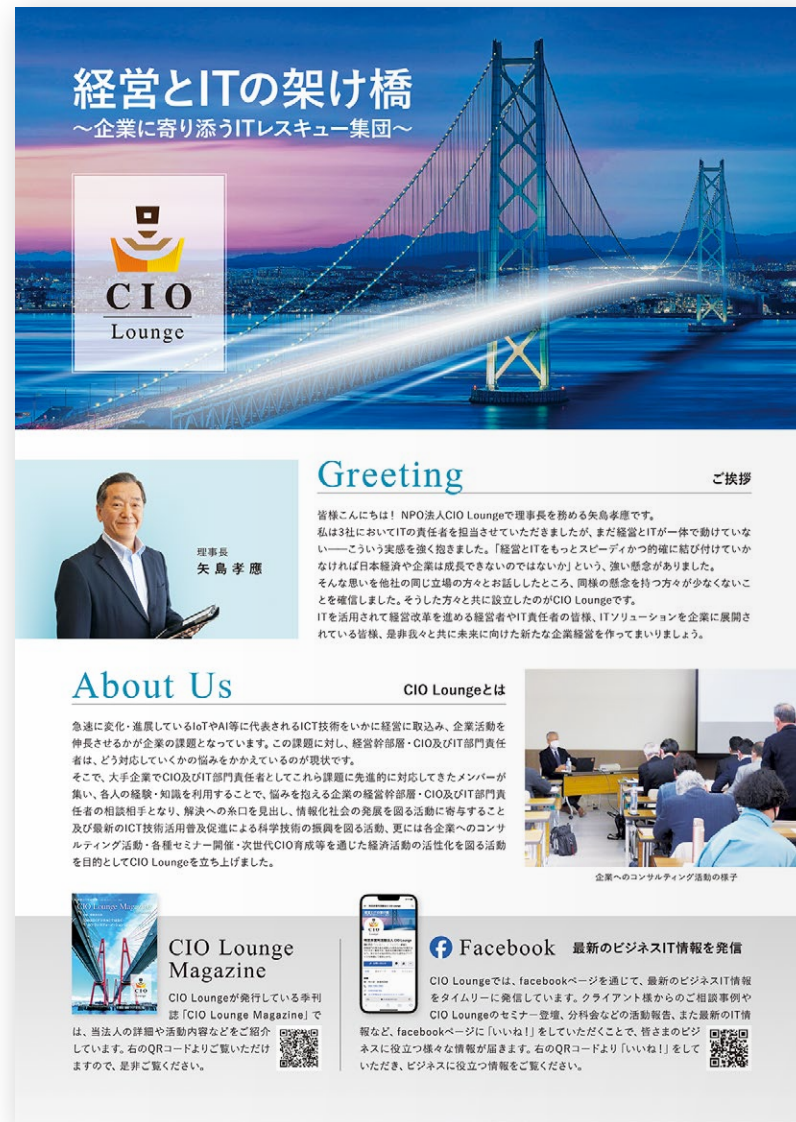 経営とITの架け橋
～企業に寄り添うITレスキュー集団～
CIO
Lounge
Greeting
ご挨拶
皆様こんにちは！ NPO法人CIO Loungeで理事長を務める矢島孝應です。
私は3社においてITの責任者を担当させていただきましたが、まだ経営とITが一体で動けていな
い――こういう実感を強く抱きました。「経営とITをもっとスピーディかつ的確に結び付けていか
なければ日本経済や企業は成長できないのではないか」という、強い懸念がありました。
そんな思いを他社の同じ立場の方々とお話ししたところ、同様の懸念を持つ方々が少なくないこ
とを確信しました。そうした方々と共に設立したのがCIO Loungeです。
ITを活用されて経営改革を進める経営者やIT責任者の皆様、ITソリューションを企業に展開さ
れている皆様、是非我々と共に未来に向けた新たな企業経営を作ってまいりましょう。
理事長
矢島孝應
About Us
CIO Loungeとは
急速に変化・進展しているIoTやAI等に代表されるICT技術をいかに経営に取込み、企業活動を
伸長させるかが企業の課題となっています。この課題に対し、経営幹部層・CIO及びIT部門責任
者は、どう対応していくかの悩みをかかえているのが現状です。
そこで、大手企業でCIO及びIT部門責任者としてこれら課題に先進的に対応してきたメンバーが
集い、各人の経験・知識を利用することで、悩みを抱える企業の経営幹部層・CIO及びIT部門責
任者の相談相手となり、解決への糸口を見出し、情報化社会の発展を図る活動に寄与すること
及び最新のICT技術活用普及促進による科学技術の振興を図る活動、更には各企業へのコンサ
ルティング活動・各種セミナー開催・次世代CIO育成等を通じた経済活動の活性化を図る活動
を目的としてCIO Loungeを立ち上げました。
企業へのコンサルティング活動の様子
CIO Lounge Magazine
CIO Lounge
Magazine
CIO Loungeが発行している季刊
誌「CIO Lounge Magazine」で
は、当法人の詳細や活動内容などをご紹介
しています。右のQRコードよりご覧いただけ
ますので、是非ご覧ください。
Facebook
最新のビジネスIT情報を発信
CIO Loungeでは、facebookページを通じて、最新のビジネスIT情報
をタイムリーに発信しています。クライアント様からのご相談事例や
CIO Loungeのセミナー登壇、分科会などの活動報告、また最新のIT情
報など、facebookページに「いいね！」をしていただくことで、皆さまのビジ
ネスに役立つ様々な情報が届きます。右のQRコードより「いいね！」をして
いただき、ビジネスに役立つ情報をご覧ください。